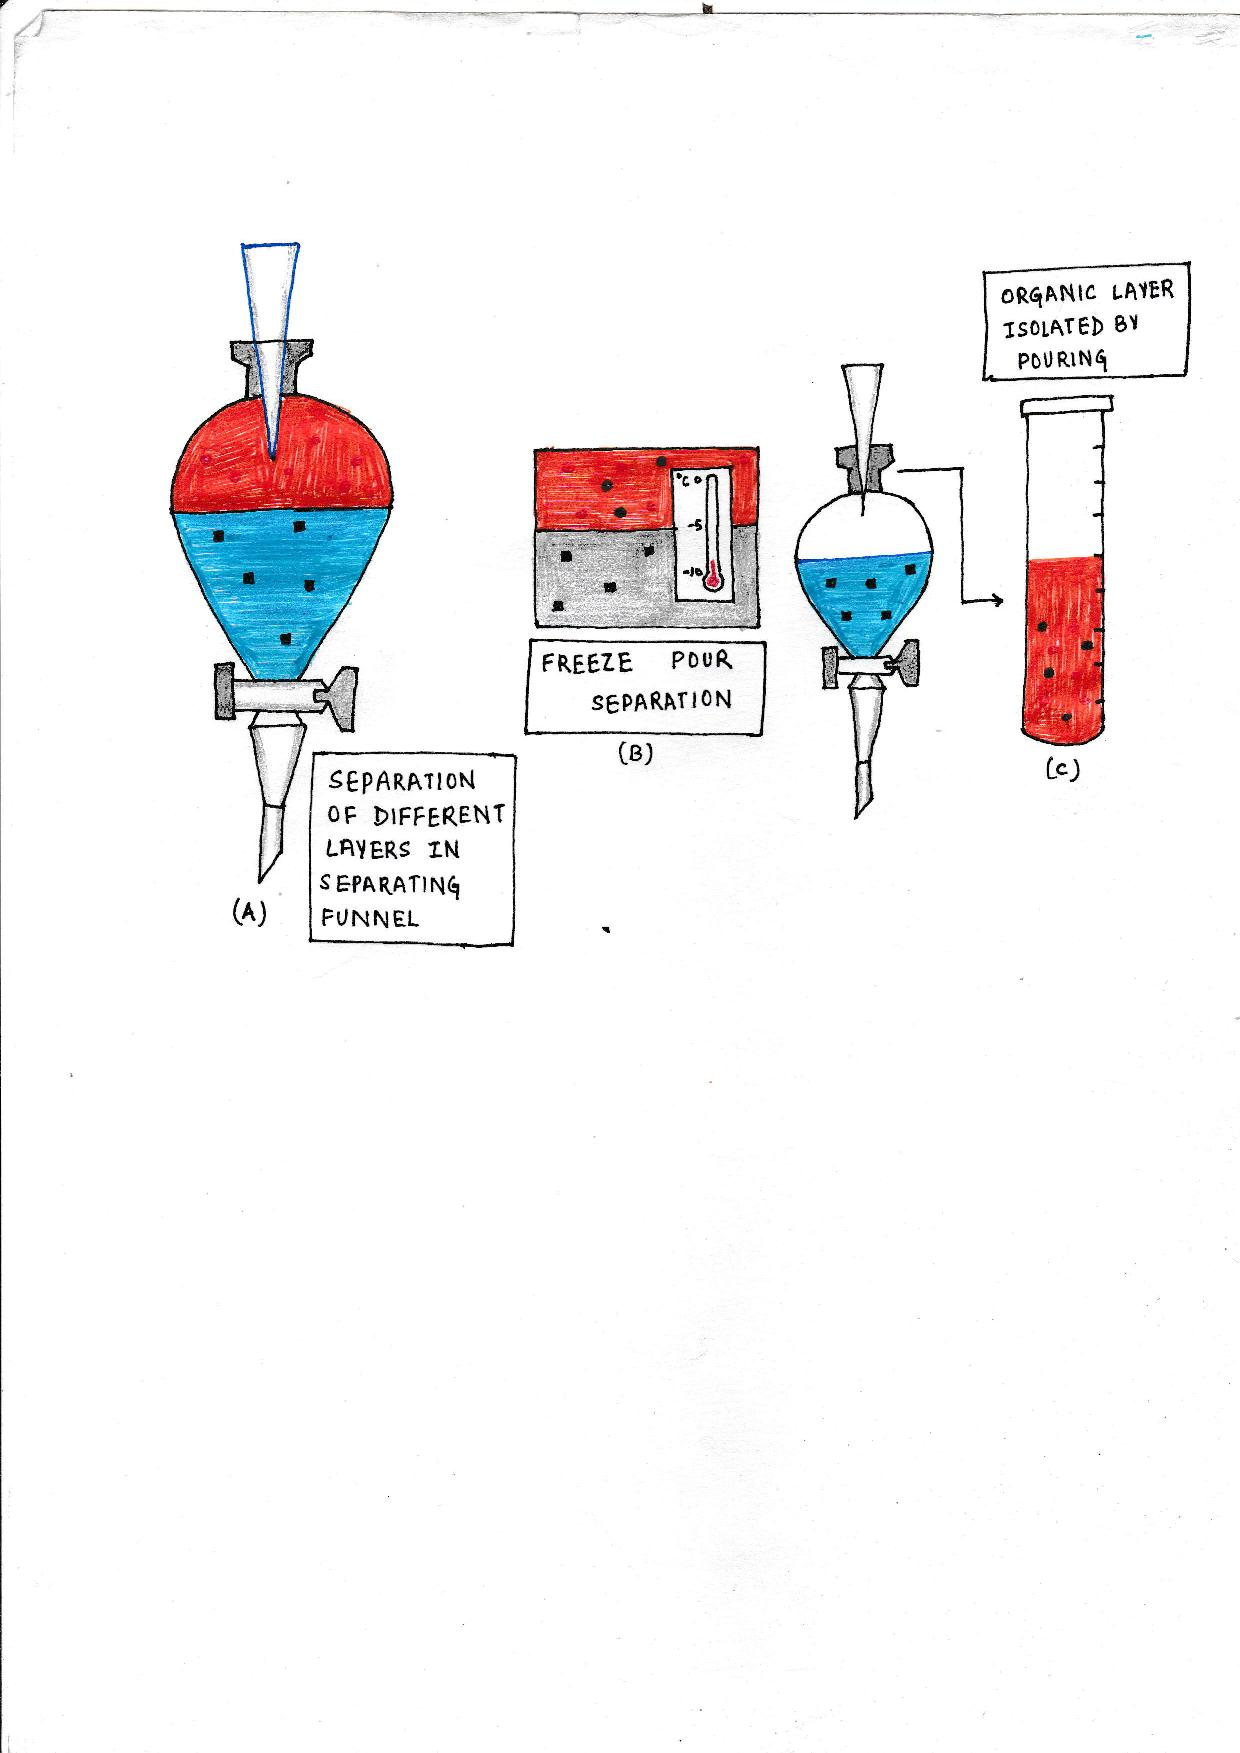 ORGANIC LAYER
ISOLATED BY
POURING
°C 0
-5
-10
FREEZE POUR
SEPARATION
(B)
(C)
SEPARATION
OF DIFFERENT
LAYERS IN
SEPARATING
FUNNEL
(A)